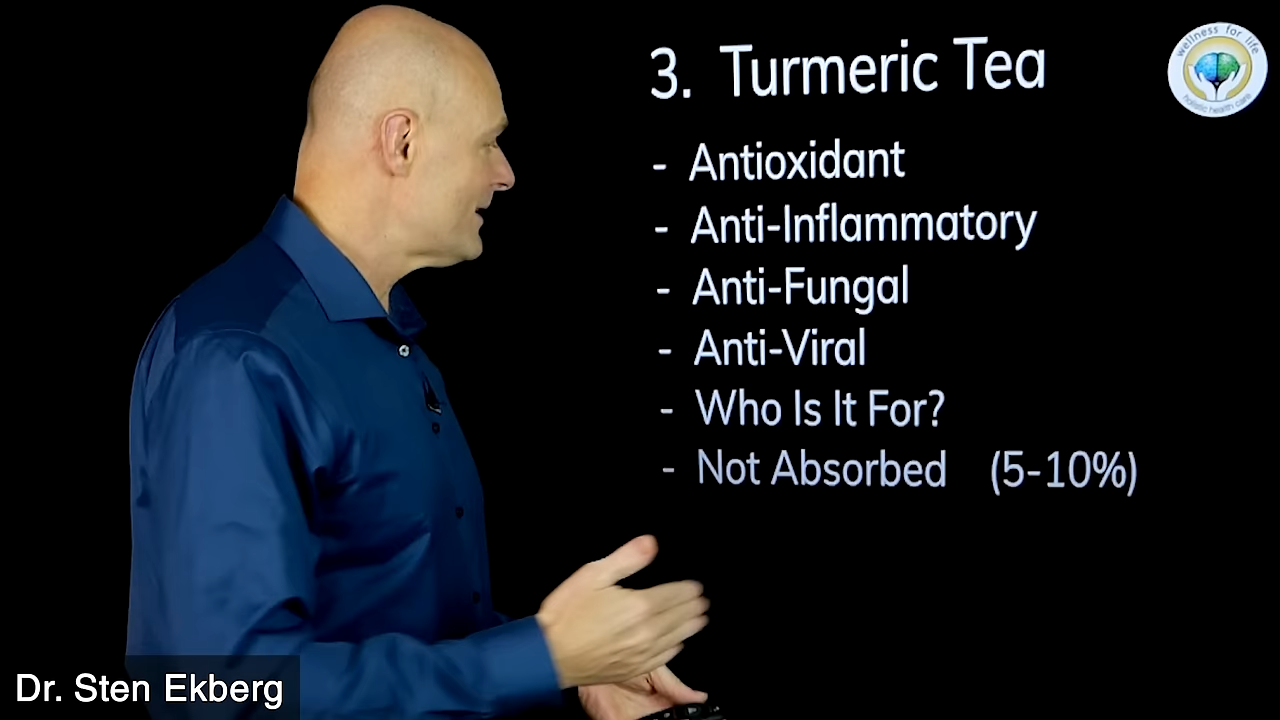 3. Turmeric Tea
wellness for life
holistic health care
- Antioxidant
- Anti-Inflammatory
- Anti-Fungal
- Anti-Viral
- Who Is It For?
- Not Absorbed (5-10%)
Dr. Sten Ekberg